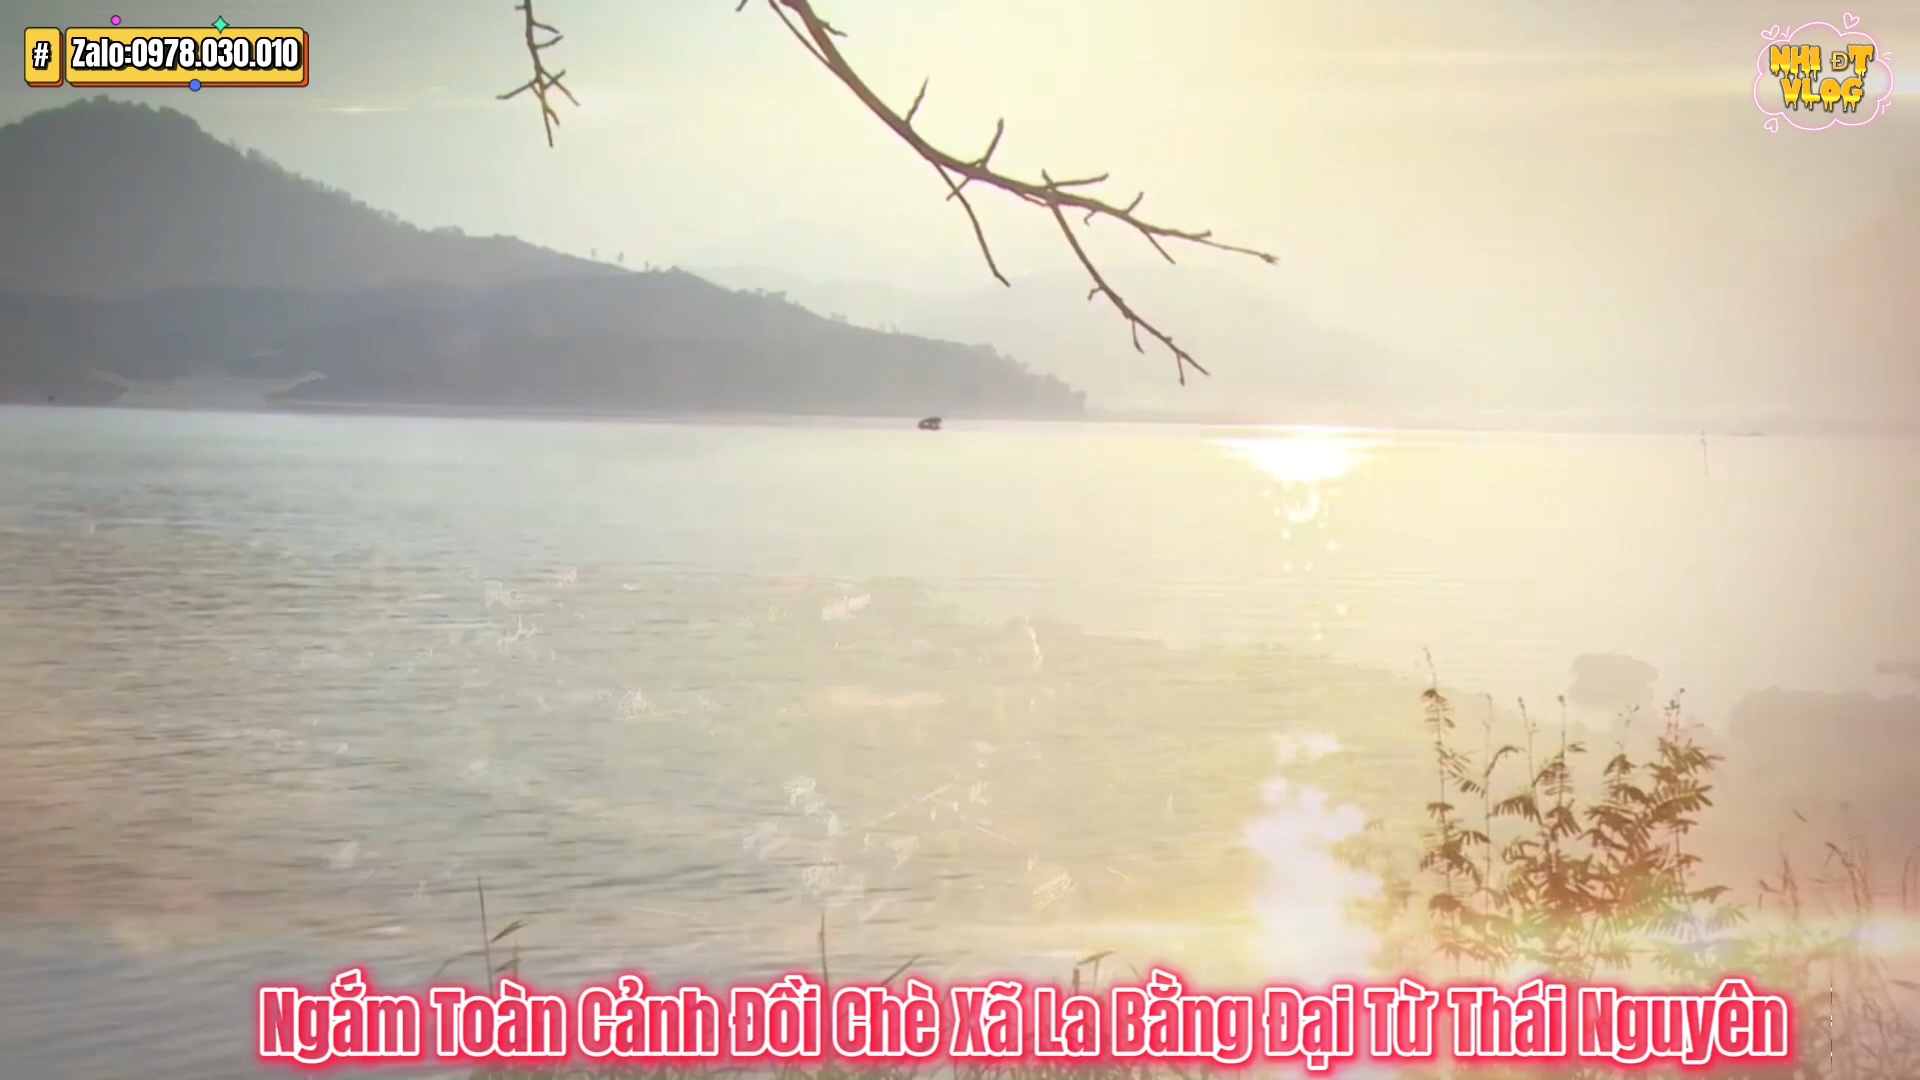 # Zalo:0978.030.010
NHI ĐT
VLOG
Ngắm Toàn Cảnh Đồi Chè Xã La Bằng Đại Từ Thái Nguyên